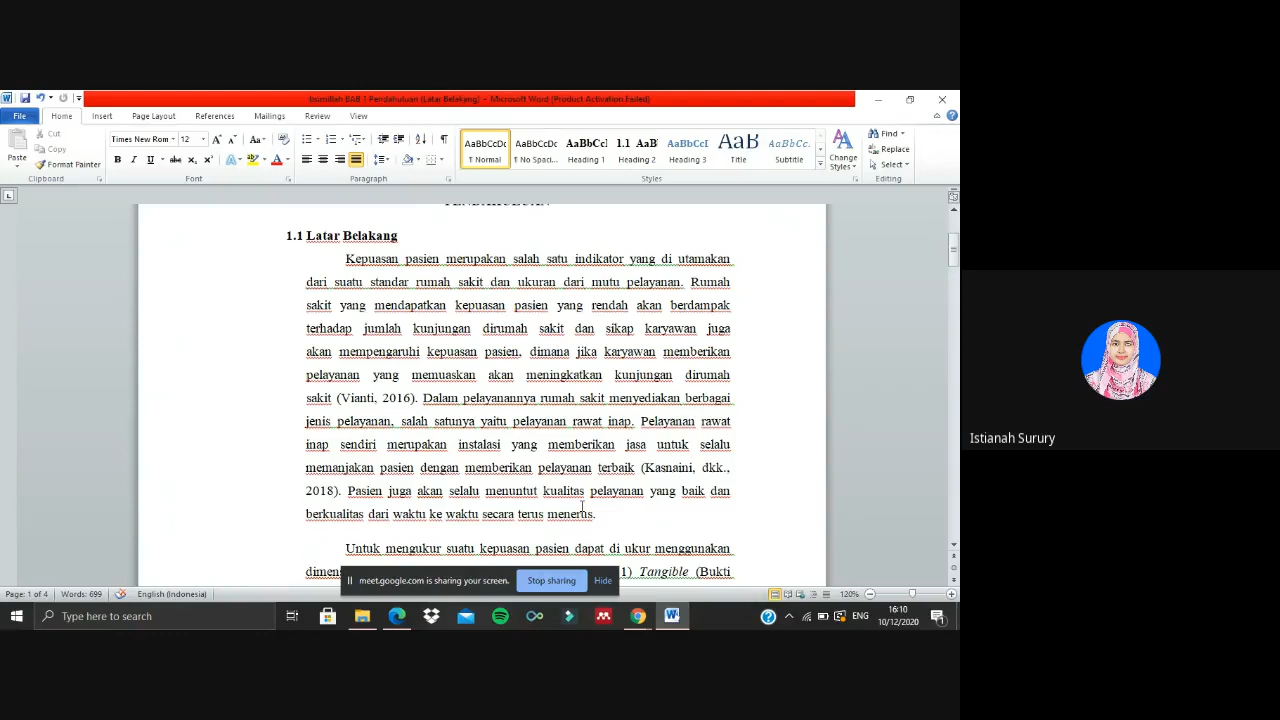 Issimillah BAB 1 Pendahuluan (Latar Belakang) - Microsoft Word (Product Activation Failed)
File Home Insert Page Layout References Mailings Review View
Cut
Copy
Format Painter
Paste
Times New Rom 12
AaBbCcDc AaBbCcDc AaBbCcI 1.1 AaB AaBbCcI AaB AaBbCc.
¶ Normal ¶ No Spac... Heading 1 Heading 2 Heading 3 Title Subtitle
Change Styles
Find
Replace
Select
Clipboard Font Paragraph Styles Editing
1.1 Latar Belakang
Kepuasan pasien merupakan salah satu indikator yang di utamakan
dari suatu standar rumah sakit dan ukuran dari mutu pelayanan. Rumah
sakit yang mendapatkan kepuasan pasien yang rendah akan berdampak
terhadap jumlah kunjungan dirumah sakit dan sikap karyawan juga
akan mempengaruhi kepuasan pasien, dimana jika karyawan memberikan
pelayanan yang memuaskan akan meningkatkan kunjungan dirumah
sakit (Vianti, 2016). Dalam pelayanannya rumah sakit menyediakan berbagai
jenis pelayanan, salah satunya yaitu pelayanan rawat inap. Pelayanan rawat
inap sendiri merupakan instalasi yang memberikan jasa untuk selalu
memanjakan pasien dengan memberikan pelayanan terbaik (Kasnaini, dkk.,
2018). Pasien juga akan selalu menuntut kualitas pelayanan yang baik dan
berkualitas dari waktu ke waktu secara terus menerus.
Untuk mengukur suatu kepuasan pasien dapat di ukur menggunakan
dimens 1) Tangible (Bukti
meet.google.com is sharing your screen. Stop sharing Hide
Page: 1 of 4 Words: 699 English (Indonesia) 120%
Type here to search
ENG 16:10
10/12/2020
Istianah Surury